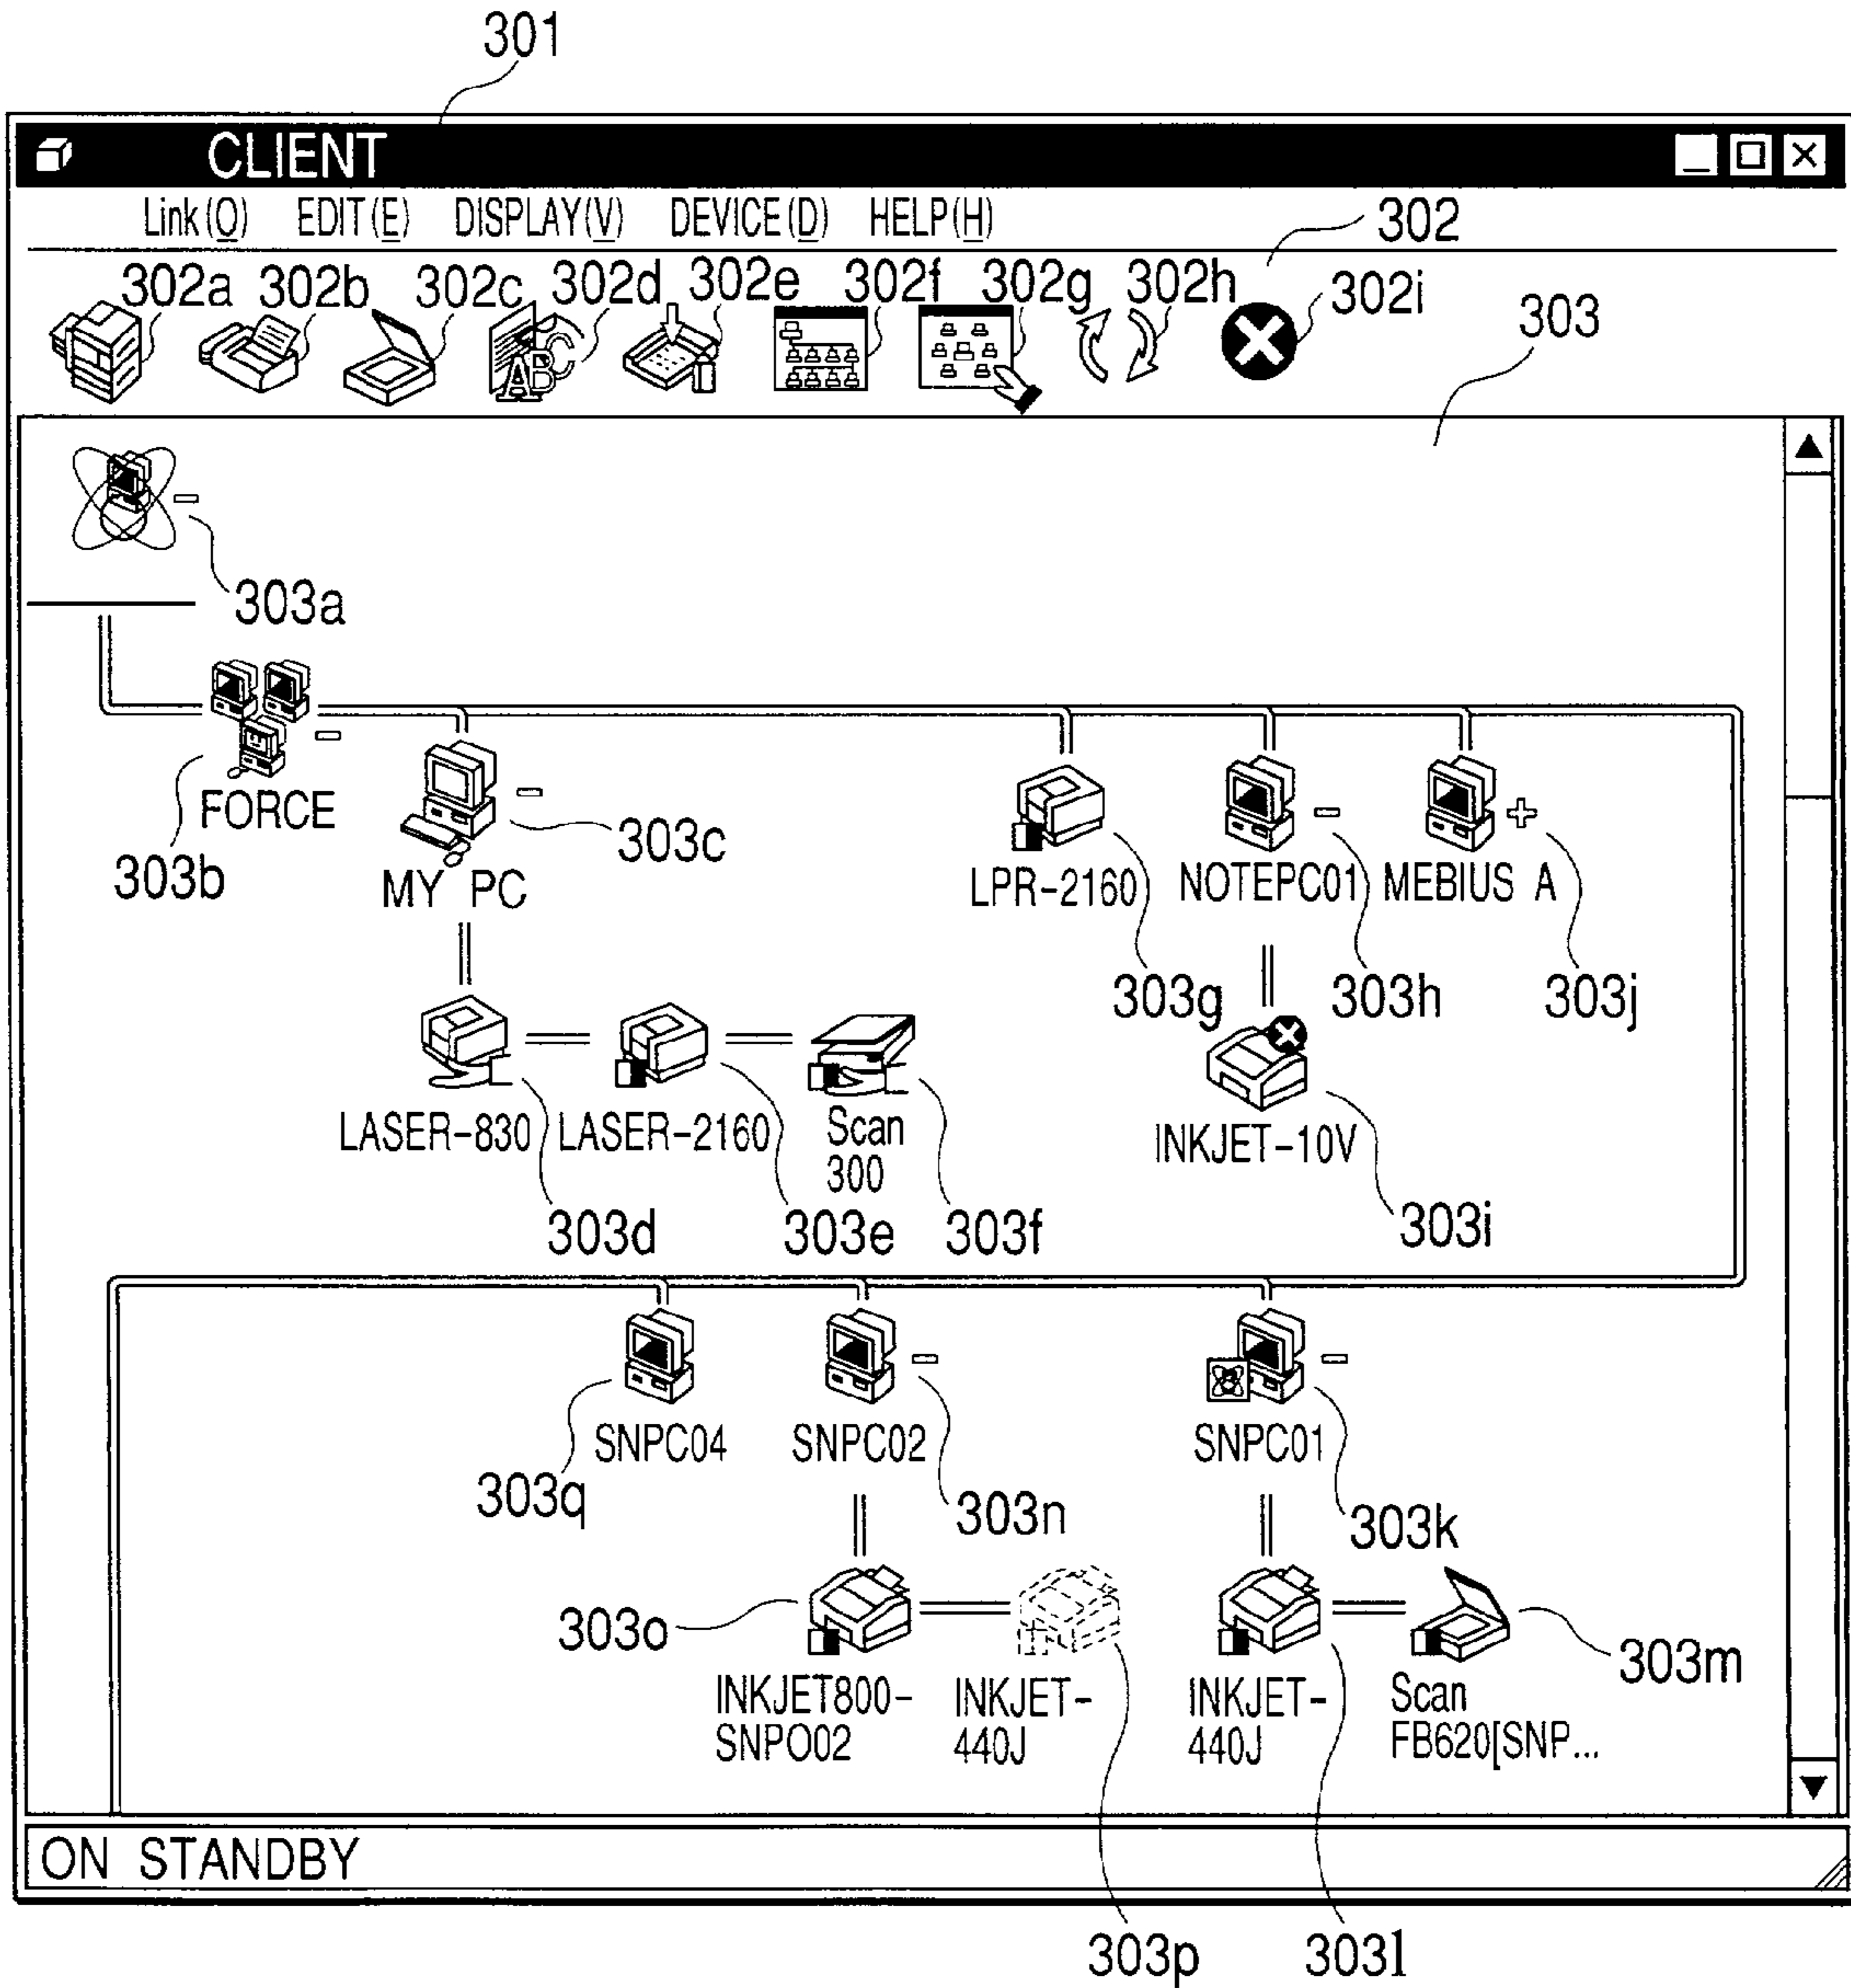 301
CLIENT
Link(O) EDIT(E) DISPLAY(V) DEVICE(D) HELP(H)
302
302a 302b 302c 302d 302e 302f 302g 302h 302i
303
303a
FORCE
303b
MY PC
303c
LPR-2160
NOTEPC01
MEBIUS A
303g
303h
303j
LASER-830
LASER-2160
Scan
300
INKJET-10V
303d
303e
303f
303i
SNPC04
SNPC02
SNPC01
303q
303n
303k
303o
303m
INKJET800-
SNPO02
INKJET-
440J
INKJET-
440J
Scan
FB620[SNP...
ON STANDBY
303p
303l